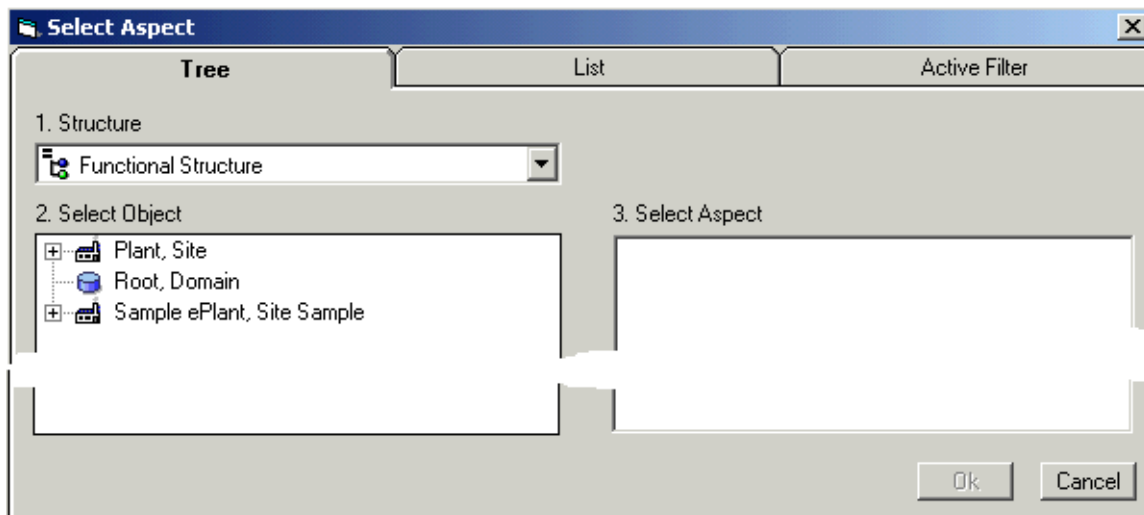 Select Aspect
Tree
List
Active Filter
1. Structure
Functional Structure
2. Select Object
3. Select Aspect
Plant, Site
Root, Domain
Sample ePlant, Site Sample
Ok
Cancel